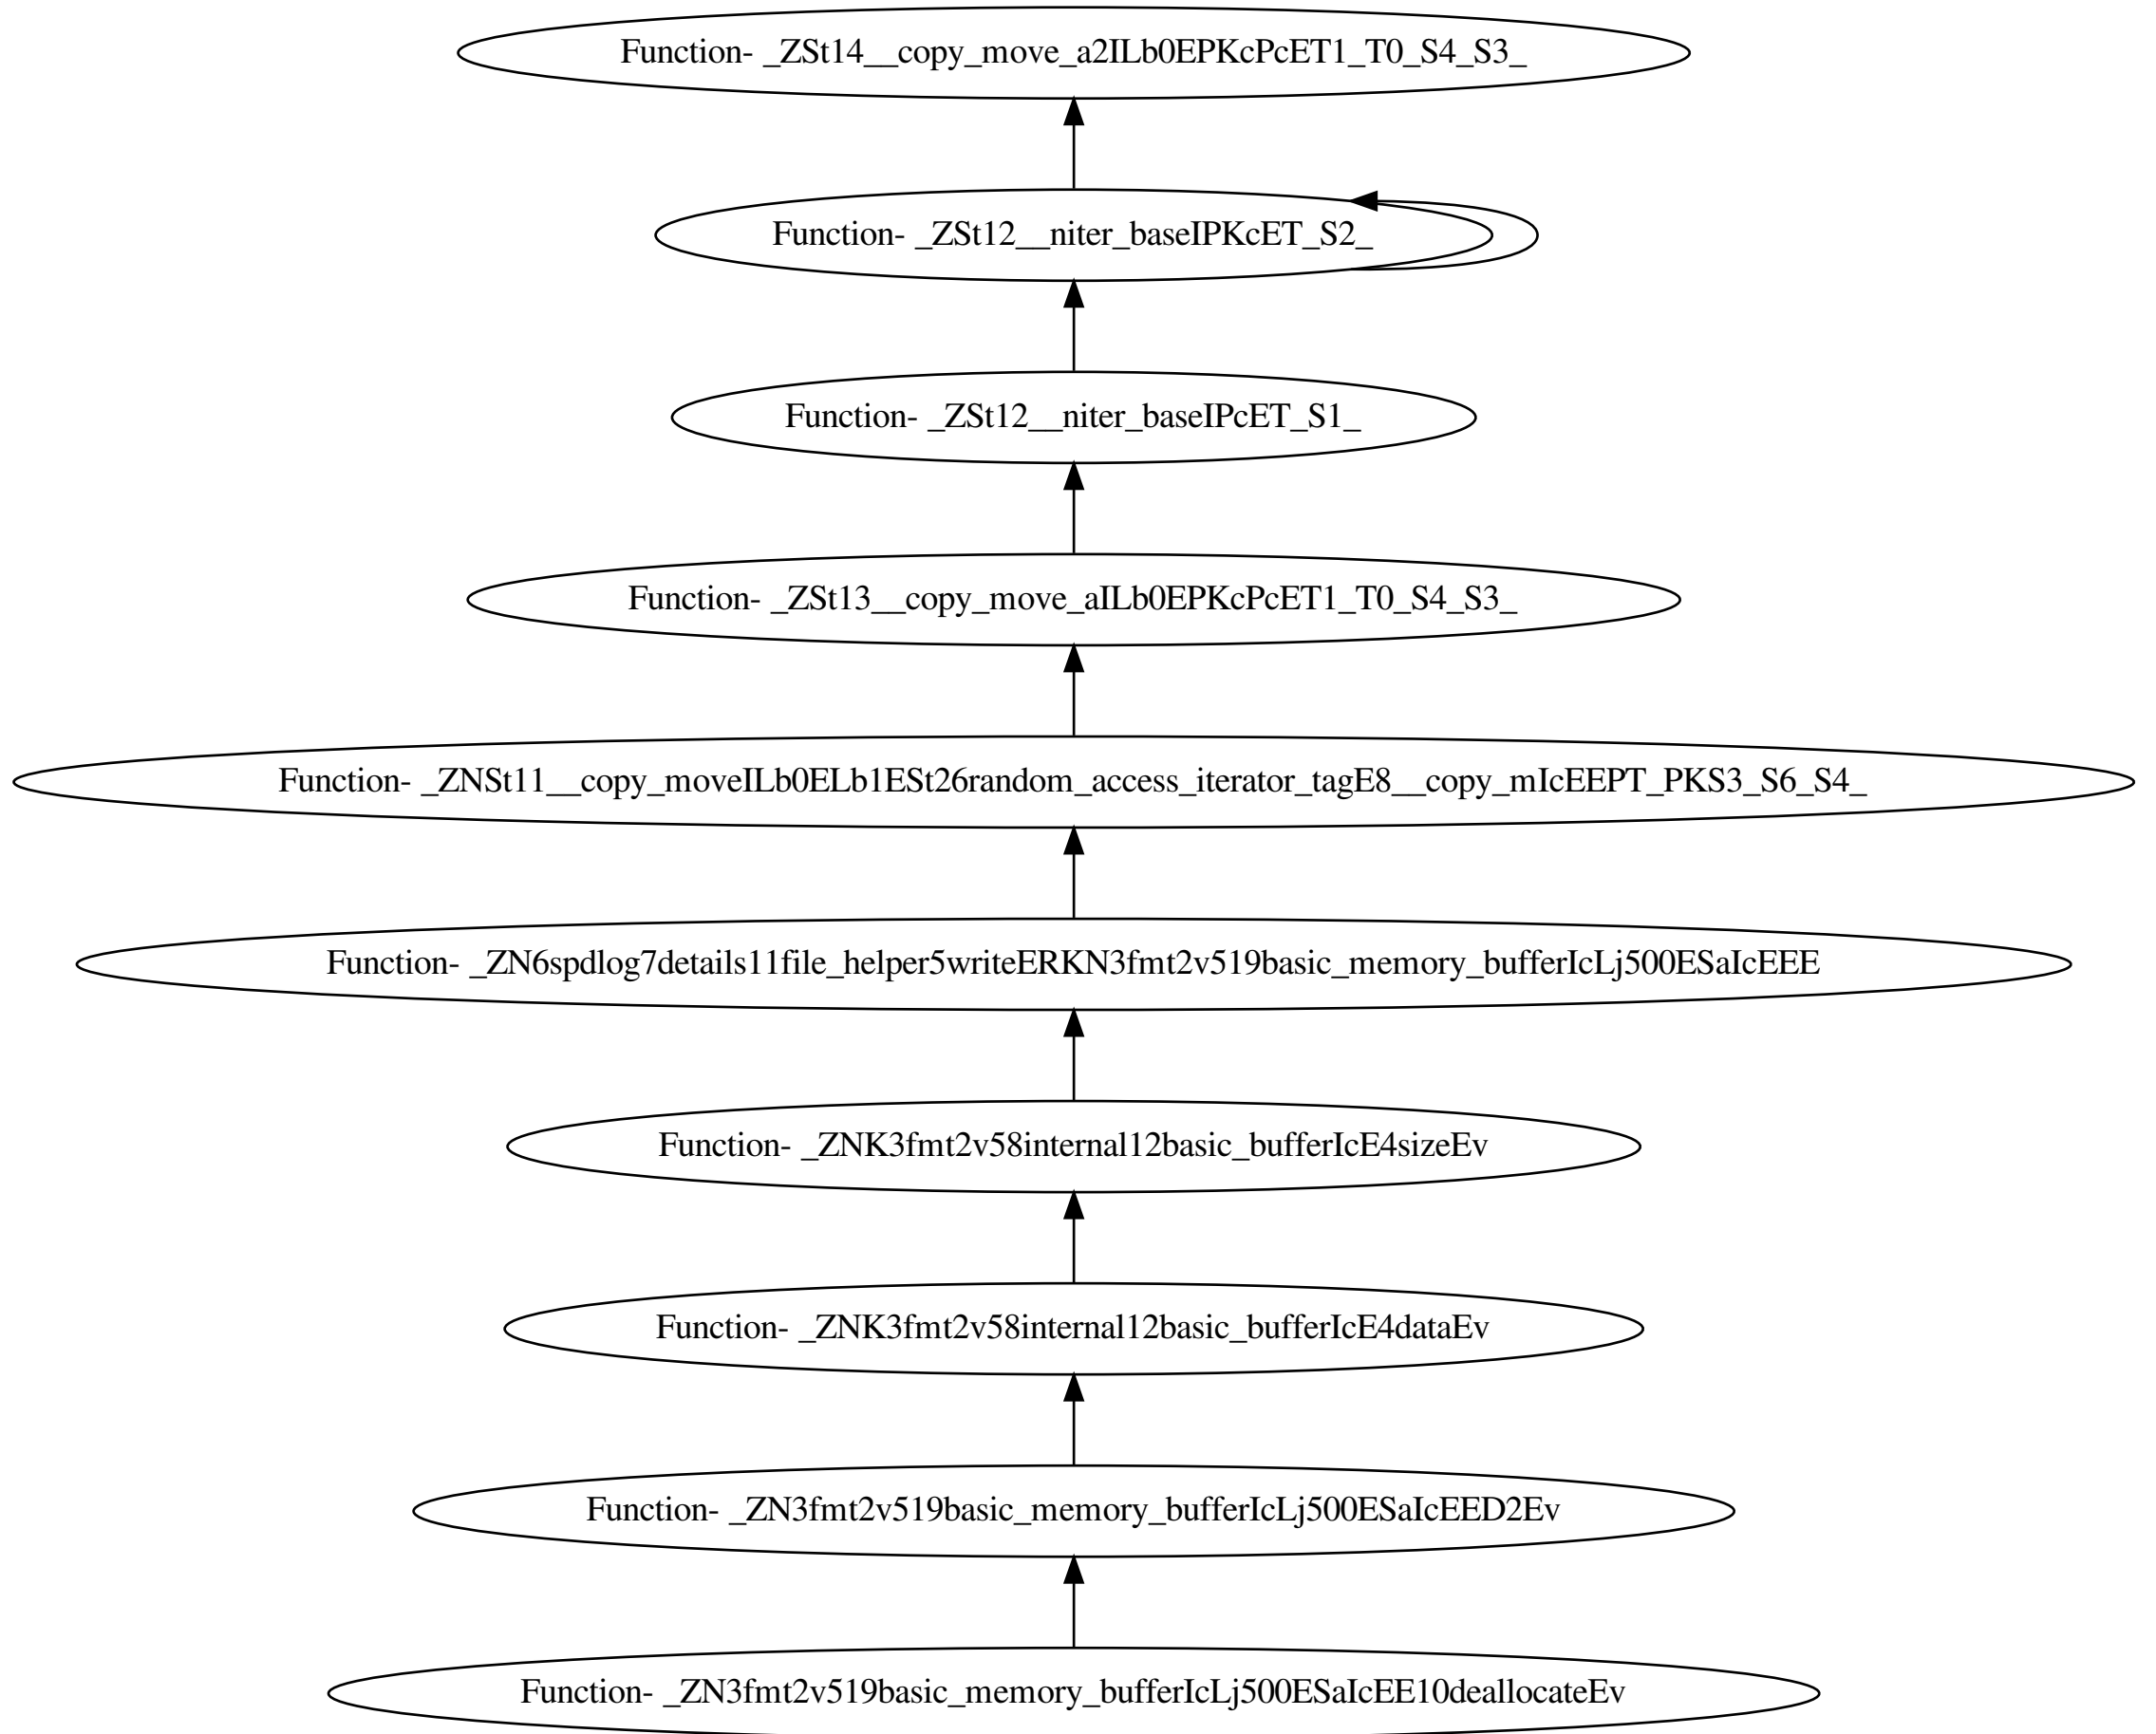 Function- _ZSt14__copy_move_a2ILb0EPKcPcET1_T0_S4_S3_
Function- _ZSt12__niter_baseIPKcET_S2_
Function- _ZSt12__niter_baseIPcET_S1_
Function- _ZSt13__copy_move_aILb0EPKcPcET1_T0_S4_S3_
Function- _ZNSt11__copy_moveILb0ELb1ESt26random_access_iterator_tagE8__copy_mIcEEPT_PKS3_S6_S4_
Function- _ZN6spdlog7details11file_helper5writeERKN3fmt2v519basic_memory_bufferIcLj500ESaIcEEE
Function- _ZNK3fmt2v58internal12basic_bufferIcE4sizeEv
Function- _ZNK3fmt2v58internal12basic_bufferIcE4dataEv
Function- _ZN3fmt2v519basic_memory_bufferIcLj500ESaIcEED2Ev
Function- _ZN3fmt2v519basic_memory_bufferIcLj500ESaIcEE10deallocateEv